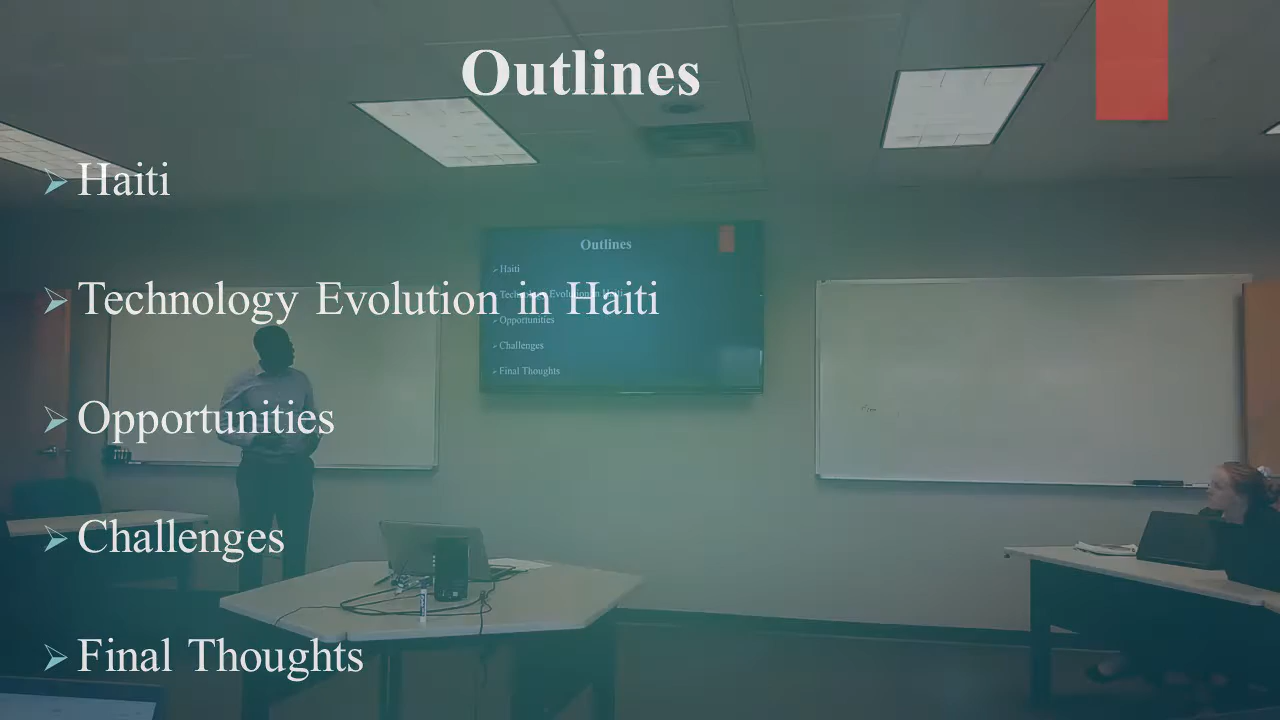 Outlines
Haiti
Technology Evolution in Haiti
Opportunities
Challenges
Final Thoughts
Outlines
Haiti
Technology Evolution in Haiti
Opportunities
Challenges
Final Thoughts